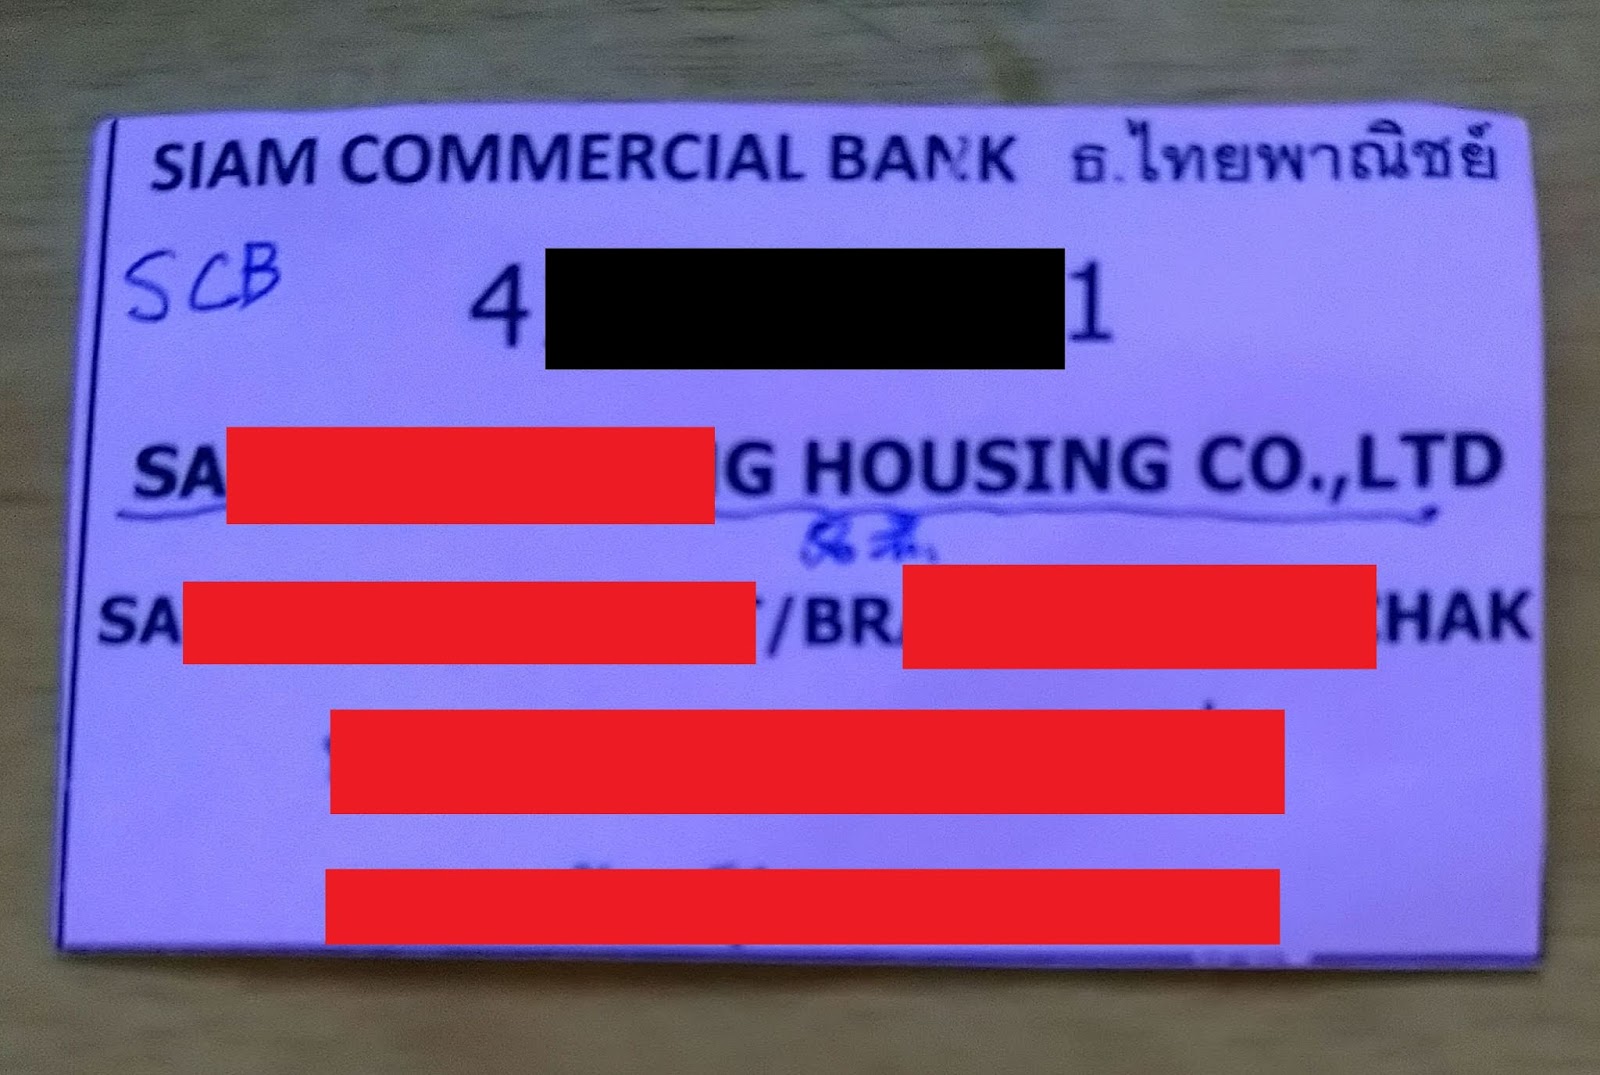 SIAM COMMERCIAL BANK ธ.ไทยพาณิชย์
SCB 4 1
SA G HOUSING CO.,LTD
SA /BR CHAK